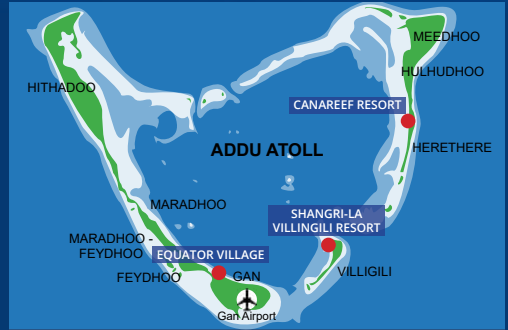 MEEDHOO
HULHUDHOO
HITHADOO
CANAREEF RESORT
HERETHERE
ADDU ATOLL
MARADHOO
SHANGRI-LA
VILLINGILI RESORT
MARADHOO -
FEYDHOO
EQUATOR VILLAGE
FEYDHOO
GAN
VILLIGILI
Gan Airport